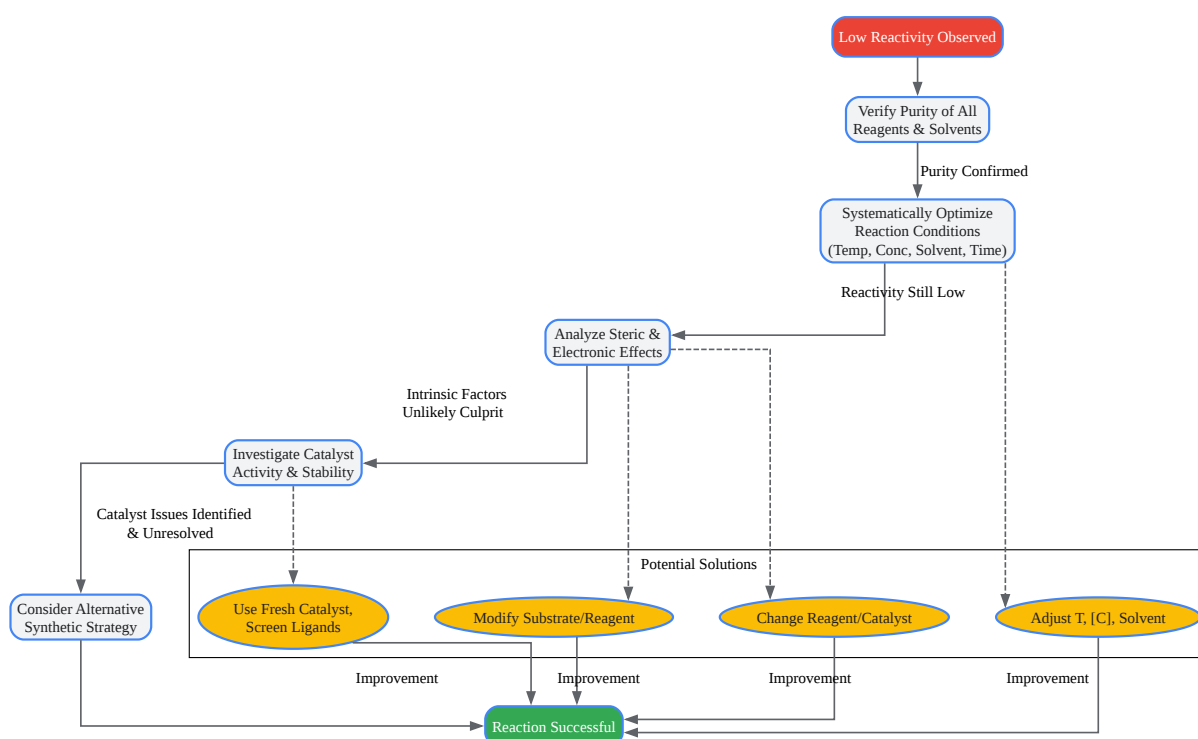 Low Reactivity Observed
Verify Purity of All
Reagents & Solvents
Purity Confirmed
Systematically Optimize
Reaction Conditions
(Temp, Conc, Solvent, Time)
Reactivity Still Low
Analyze Steric &
Electronic Effects
Intrinsic Factors
Unlikely Culprit
Investigate Catalyst
Activity & Stability
Catalyst Issues Identified
& Unresolved
Potential Solutions
Consider Alternative
Synthetic Strategy
Use Fresh Catalyst,
Screen Ligands
Modify Substrate/Reagent
Change Reagent/Catalyst
Adjust T, [C], Solvent
Improvement
Improvement
Improvement
Improvement
Reaction Successful